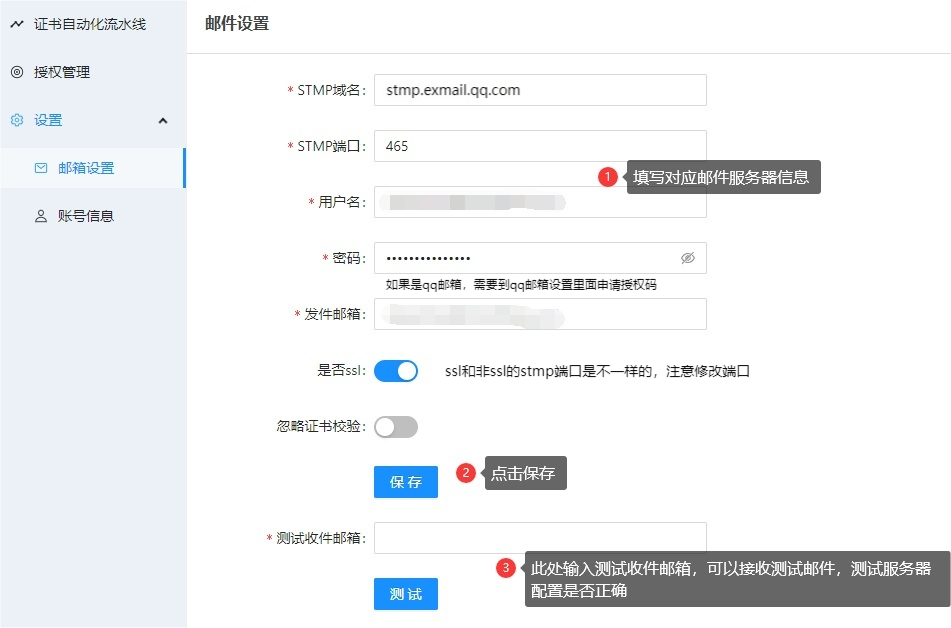 证书自动化流水线
授权管理
设置
邮箱设置
账号信息
邮件设置
* STMP域名：
stmp.exmail.qq.com
* STMP端口：
465
1
填写对应邮件服务器信息
* 用户名：
* 密码：
•••••••••••••••
如果是qq邮箱，需要到qq邮箱设置里面申请授权码
* 发件邮箱：
是否ssl：
ssl和非ssl的stmp端口是不一样的，注意修改端口
忽略证书校验：
保 存
2
点击保存
* 测试收件邮箱：
3
此处输入测试收件邮箱，可以接收测试邮件，测试服务器
配置是否正确
测 试